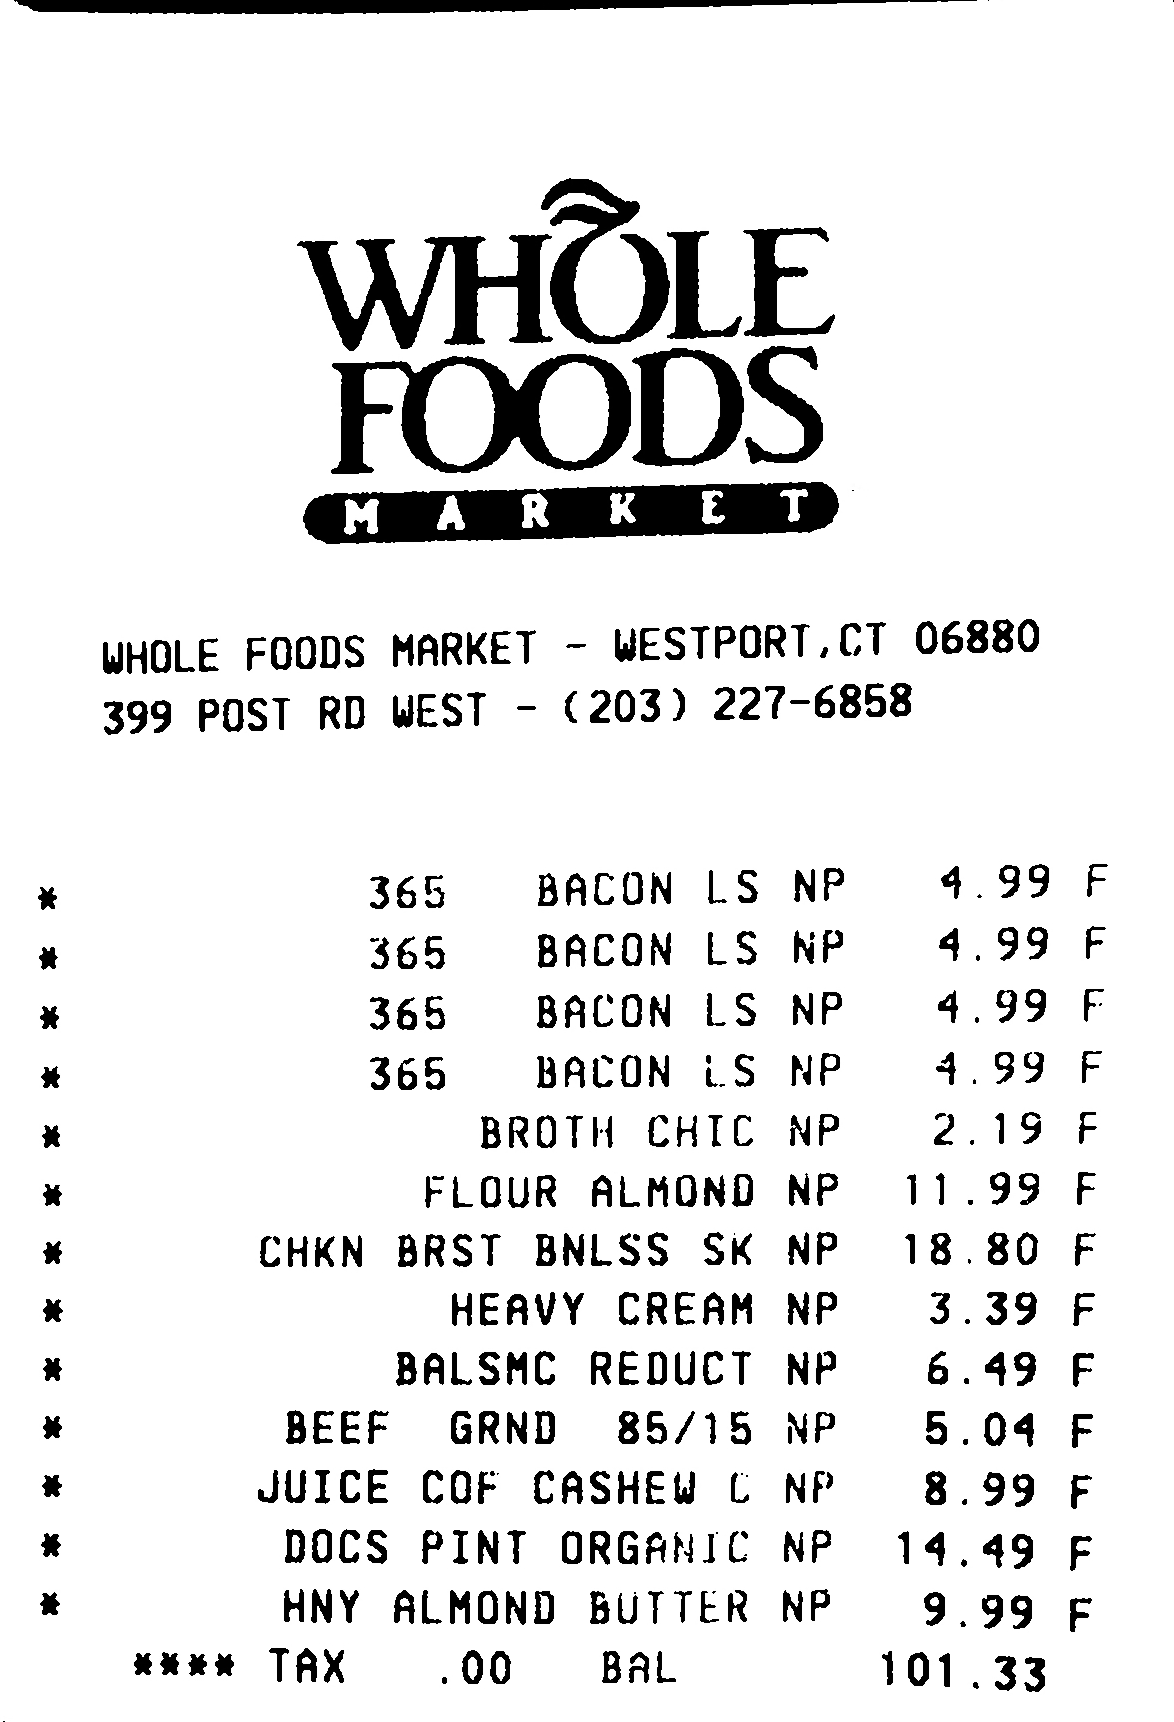 WHOLE
FOODS
MARKET
WHOLE FOODS MARKET - WESTPORT,CT 06880
399 POST RD WEST - (203) 227-6858
* 365 BACON LS NP 4.99 F
* 365 BACON LS NP 4.99 F
* 365 BACON LS NP 4.99 F
* 365 BACON LS NP 4.99 F
* BROTH CHIC NP 2.19 F
* FLOUR ALMOND NP 11.99 F
* CHKN BRST BNLSS SK NP 18.80 F
* HEAVY CREAM NP 3.39 F
* BALSMC REDUCT NP 6.49 F
* BEEF GRND 85/15 NP 5.04 F
* JUICE COF CASHEW C NP 8.99 F
* DOCS PINT ORGANIC NP 14.49 F
* HNY ALMOND BUTTER NP 9.99 F
**** TAX .00 BAL 101.33